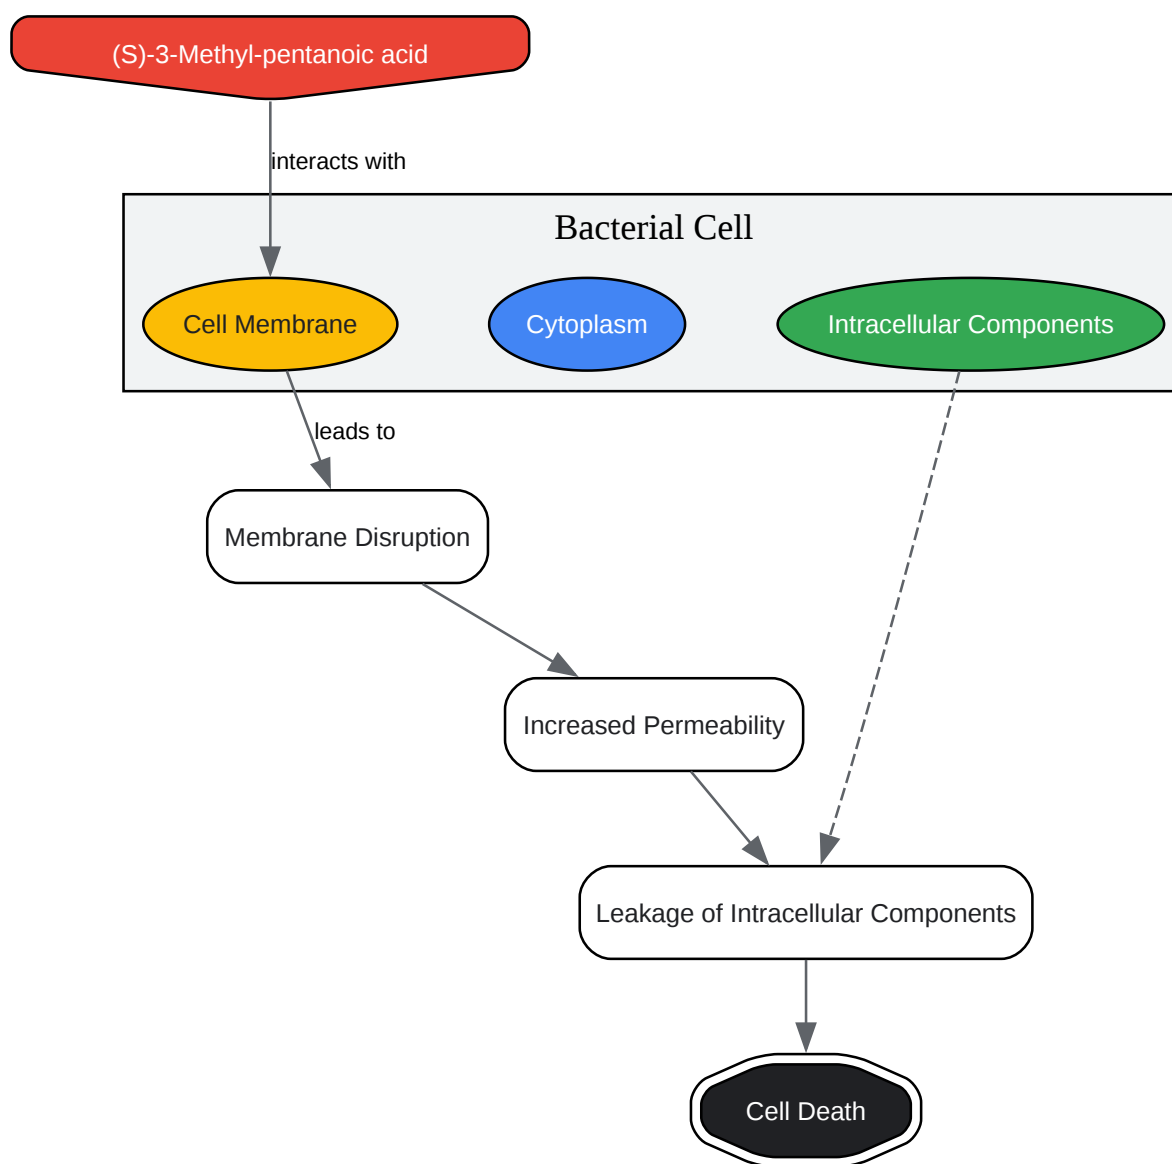 (S)-3-Methyl-pentanoic acid
interacts with
Bacterial Cell
Cell Membrane
Cytoplasm
Intracellular Components
leads to
Membrane Disruption
Increased Permeability
Leakage of Intracellular Components
Cell Death